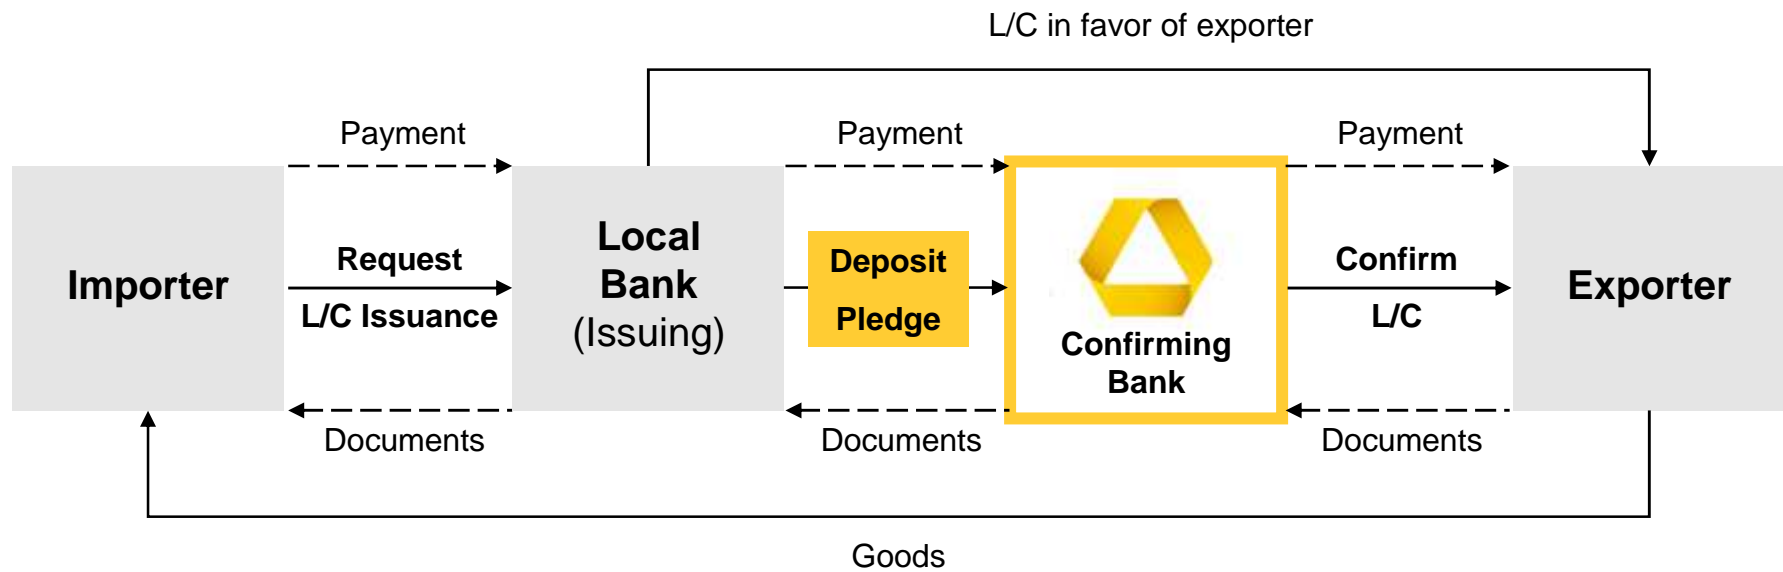 L/C in favor of exporter
Payment
Payment
Payment
Importer
Request
L/C Issuance
Local
Bank
(Issuing)
Deposit
Pledge
Confirming
Bank
Confirm
L/C
Exporter
Documents
Documents
Documents
Goods